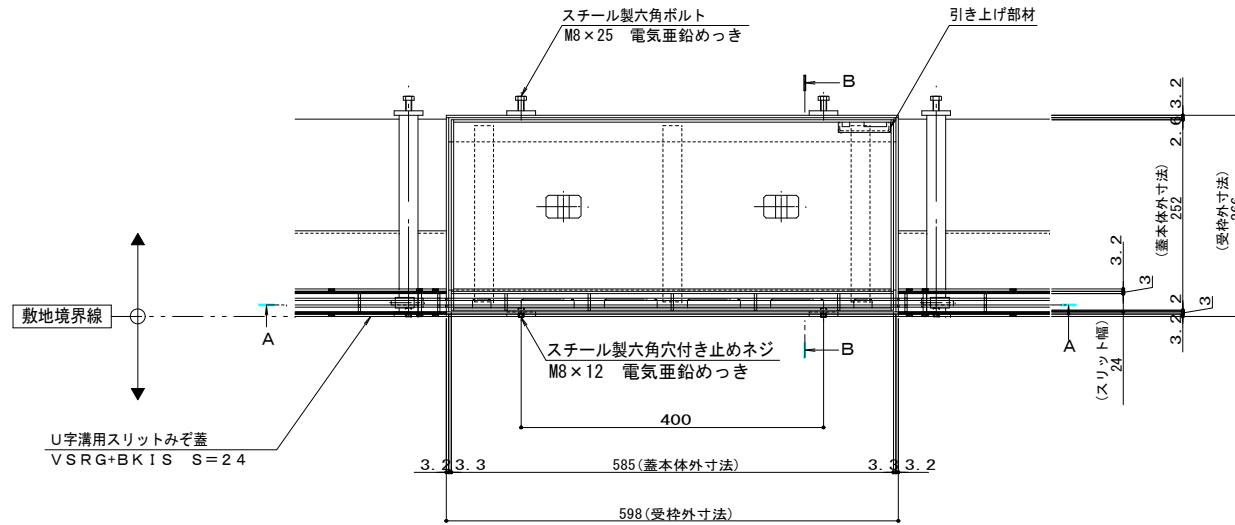 スチール製六角ボルト
M8×25 電気亜鉛めっき
引き上げ部材
B
3.2
2.6
(蓋本体外寸法)
252
(受枠外寸法)
3.2
3
敷地境界線
A
A
B
3.2
3
(スリット幅)
24
スチール製六角穴付き止めネジ
M8×12 電気亜鉛めっき
400
U字溝用スリットみぞ蓋
VSRG+BKIS S=24
3.2
3.3
585(蓋本体外寸法)
3.3
3.2
598(受枠外寸法)